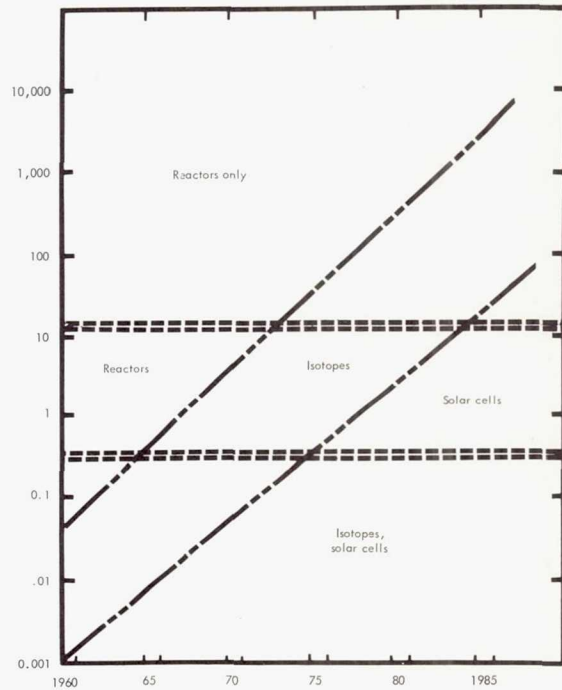 10,000
1,000
Reactors only
100
10
Reactors
Isotopes
1
Solar cells
0.1
Isotopes,
solar cells
.01
0.001
1960 65 70 75 80 1985